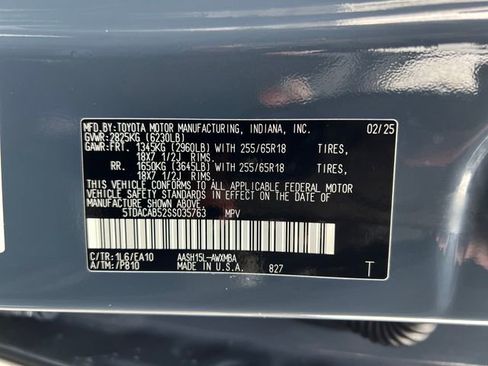 MFD.BY:TOYOTA MOTOR MANUFACTURING, INDIANA, INC. 02/25
GVWR: 2825KG (6230LB)
GAWR:FRT. 1345KG (2960LB) WITH 255/65R18 TIRES,
18X7 1/2J RIMS.
RR. 1650KG (3645LB) WITH 255/65R18 TIRES,
18X7 1/2J RIMS.
THIS VEHICLE CONFORMS TO ALL APPLICABLE FEDERAL MOTOR
VEHICLE SAFETY STANDARDS IN EFFECT ON THE DATE OF
MANUFACTURE SHOWN ABOVE.
5TDACAB52SS035763 MPV
C/TR:1L6/EA10 AASH15L-AWXMBA
A/TM:/P810 MADE IN U.S.A. 827 T